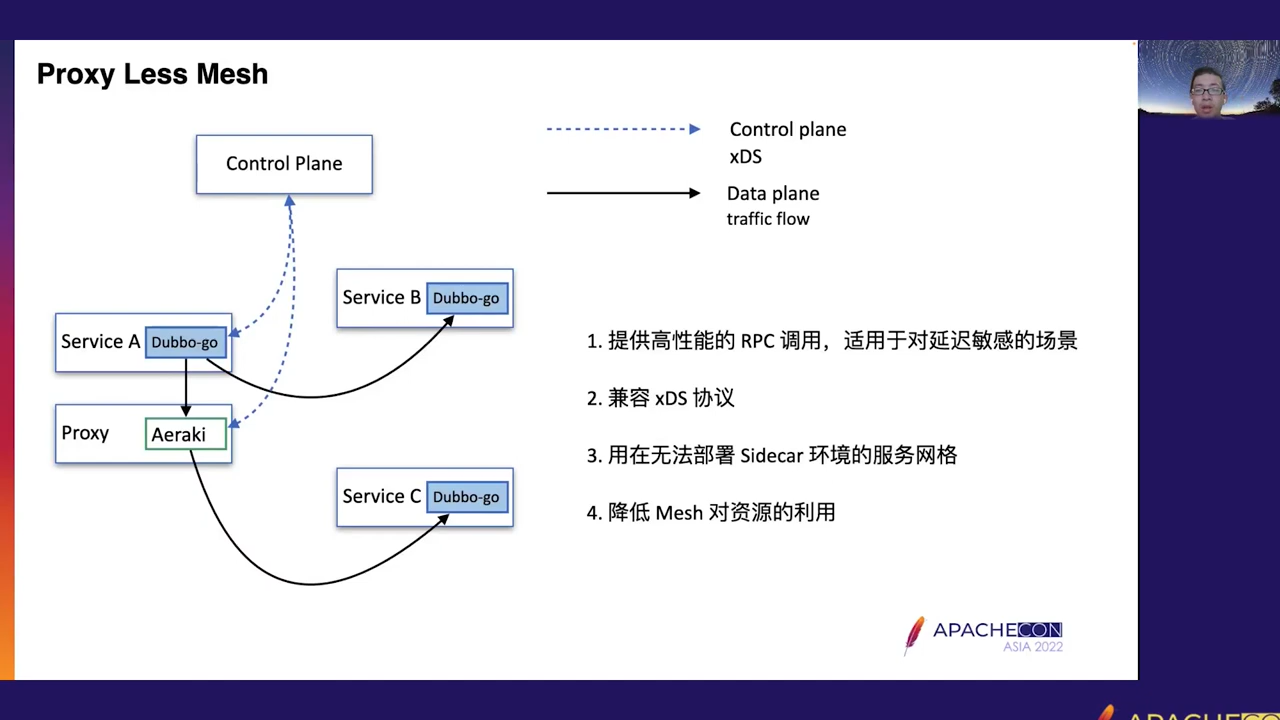 Proxy Less Mesh
Control Plane
Control plane
xDS
Data plane
traffic flow
Service B
Dubbo-go
Service A
Dubbo-go
Proxy
Aeraki
Service C
Dubbo-go
1. 提供高性能的 RPC 调用，适用于对延迟敏感的场景
2. 兼容 xDS 协议
3. 用在无法部署 Sidecar 环境的服务网格
4. 降低 Mesh 对资源的利用
APACHECON
ASIA 2022
APACHECO